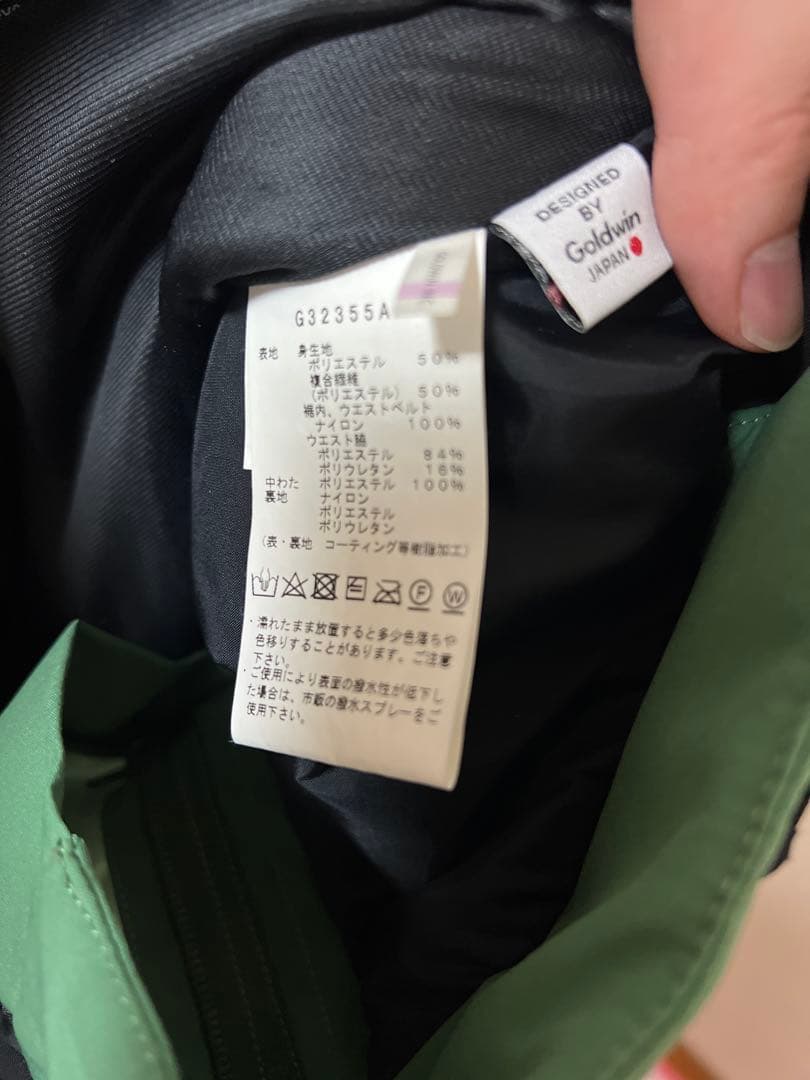 DESIGNED
BY
Goldwin
JAPAN
G32355A
表地 身生地
ポリエステル 50%
複合繊維
(ポリエステル) 50%
裾内、ウエストベルト
ナイロン 100%
ウエスト脇
ポリエステル 84%
ポリウレタン 16%
中わた ポリエステル 100%
裏地 ナイロン
ポリエステル
ポリウレタン
(表・裏地 コーティング等樹脂加工)
F W
・濡れたまま放置すると多少色落ちや
色移りすることがあります。ご注意
下さい。
・ご使用により表面の撥水性が低下し
た場合は、市販の撥水スプレーをご
使用下さい。